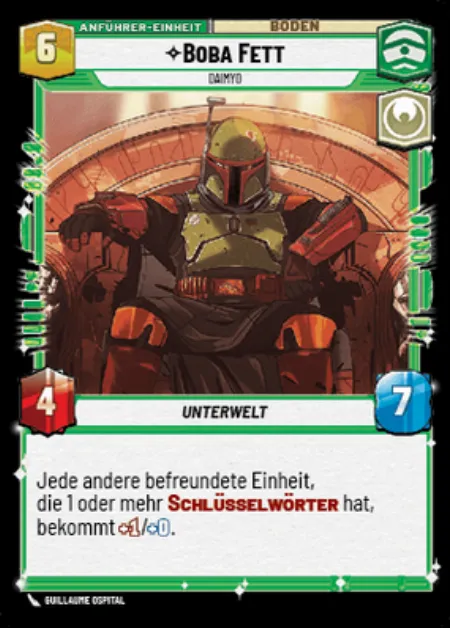 6
ANFÜHRER-EINHEIT
BODEN
BOBA FETT
DAIMYO
4
UNTERWELT
7
Jede andere befreundete Einheit,
die 1 oder mehr SCHLÜSSELWÖRTER hat,
bekommt +1/+0.
GUILLAUME OSPITAL